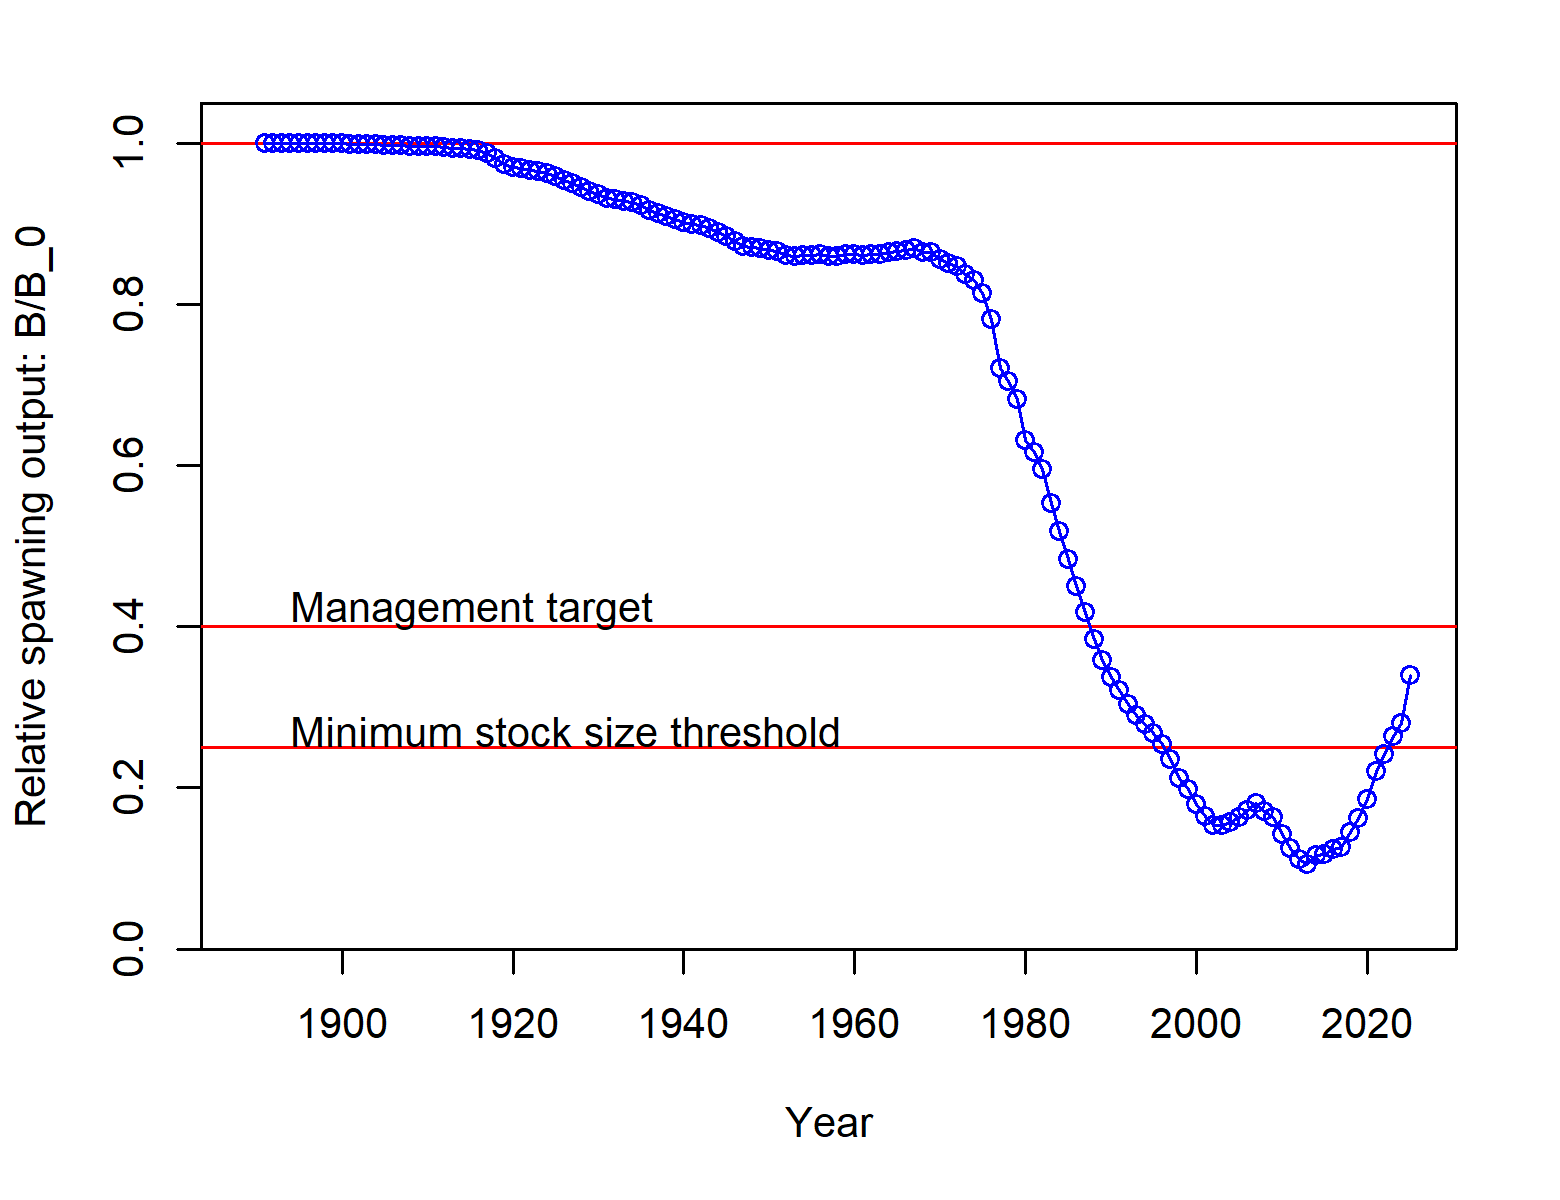 Relative spawning output: B/B_0
1.0
0.8
0.6
0.4
0.2
0.0
Management target
Minimum stock size threshold
1900 1920 1940 1960 1980 2000 2020
Year